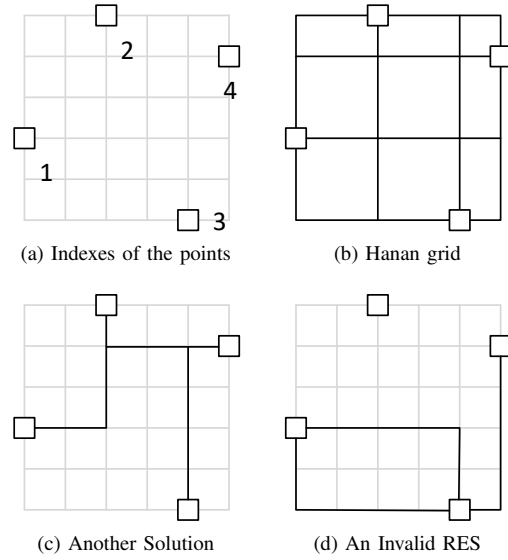 2
4
1
3
(a) Indexes of the points
(b) Hanan grid
(c) Another Solution
(d) An Invalid RES